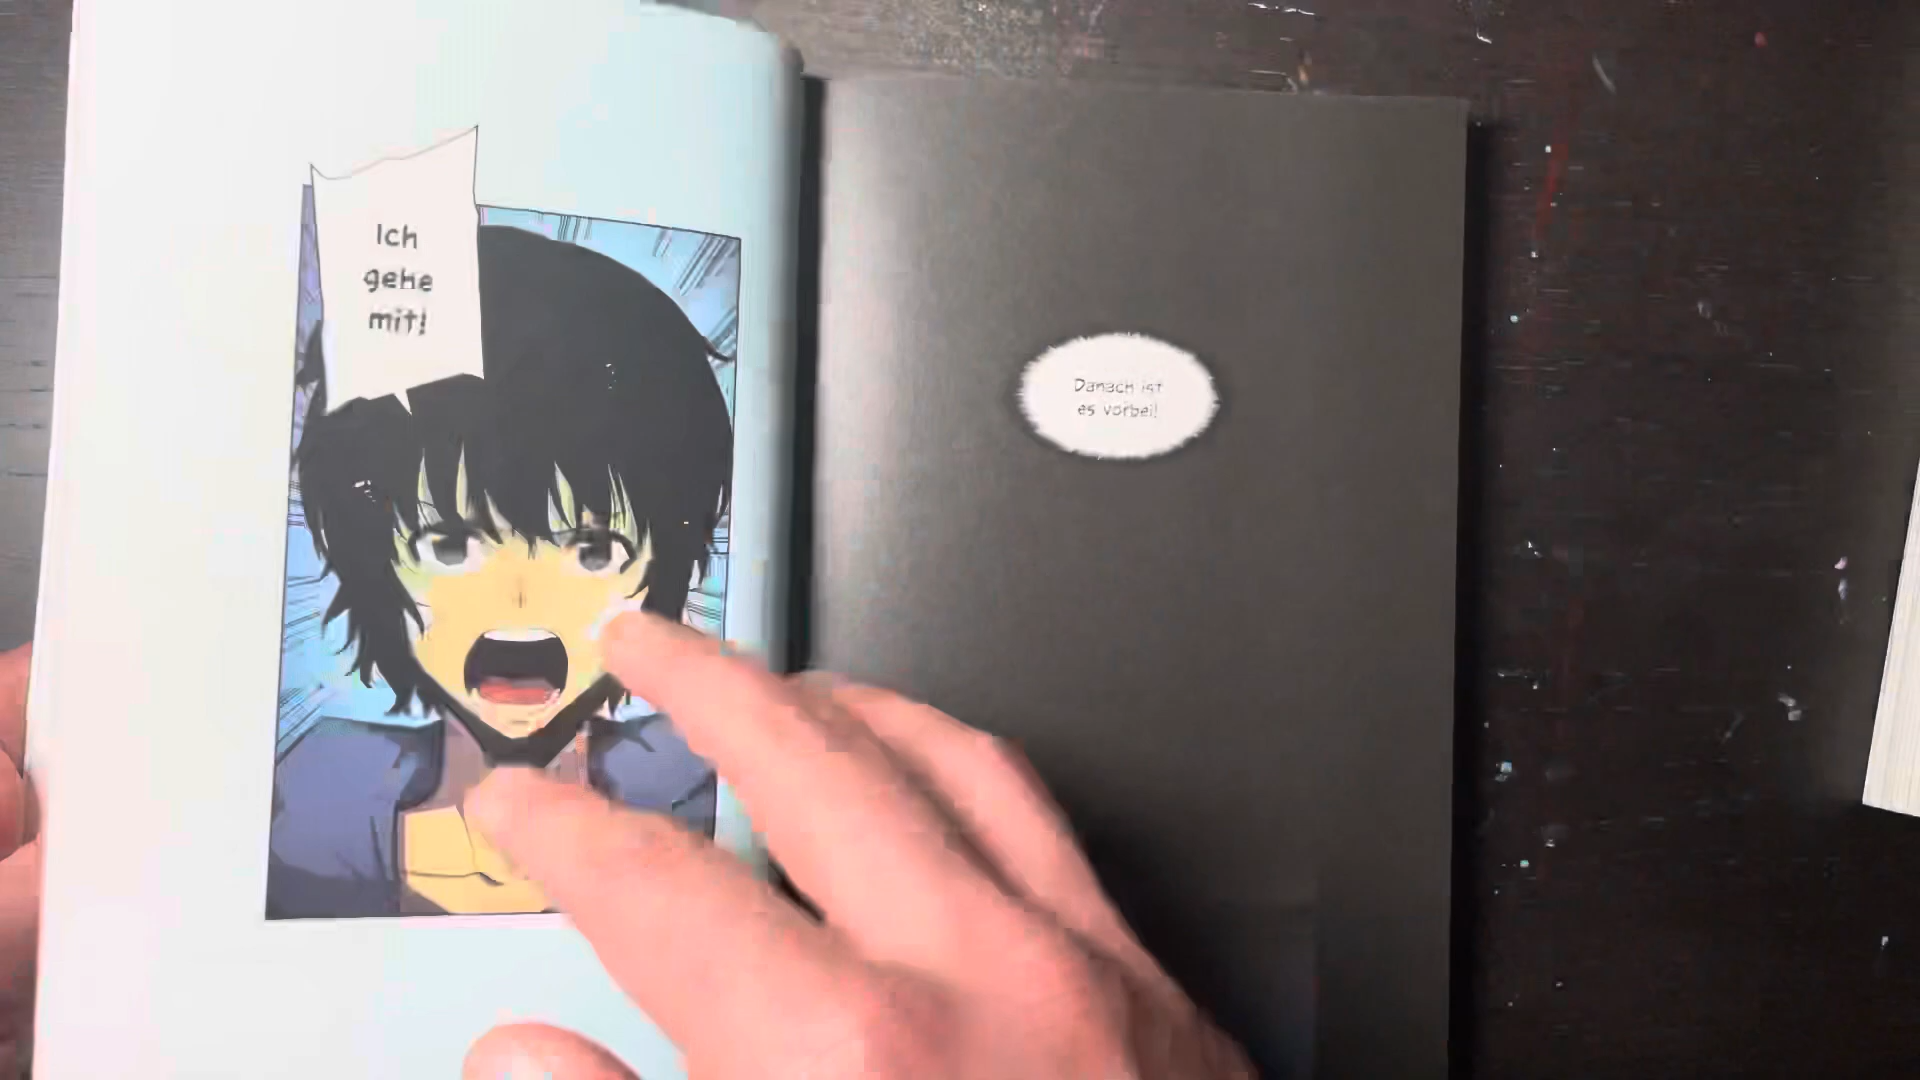 Ich
gehe
mit!
Danach ist
es vorbei!